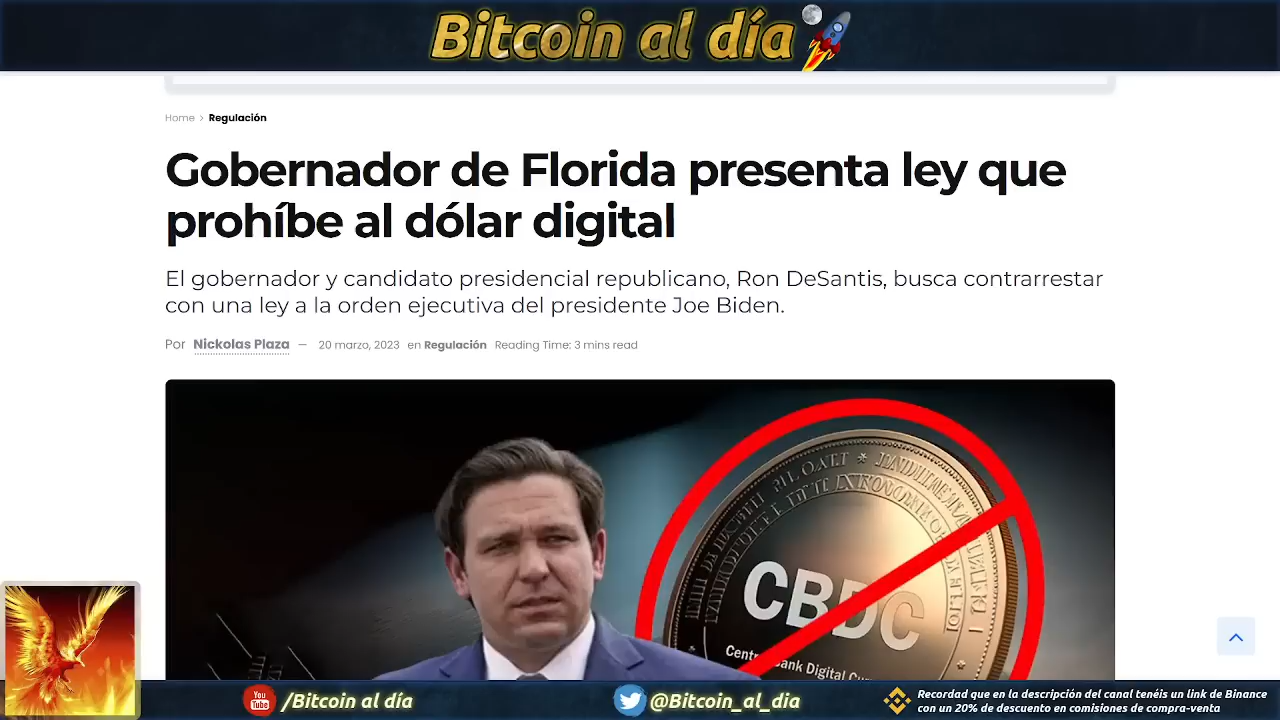 Bitcoin al día
Home > Regulación
Gobernador de Florida presenta ley que
prohíbe al dólar digital
El gobernador y candidato presidencial republicano, Ron DeSantis, busca contrarrestar
con una ley a la orden ejecutiva del presidente Joe Biden.
Por Nickolas Plaza — 20 marzo, 2023 en Regulación Reading Time: 3 mins read
CBDC
You
Tube
/Bitcoin al día
@Bitcoin_al_dia
Recordad que en la descripción del canal tenéis un link de Binance
con un 20% de descuento en comisiones de compra-venta